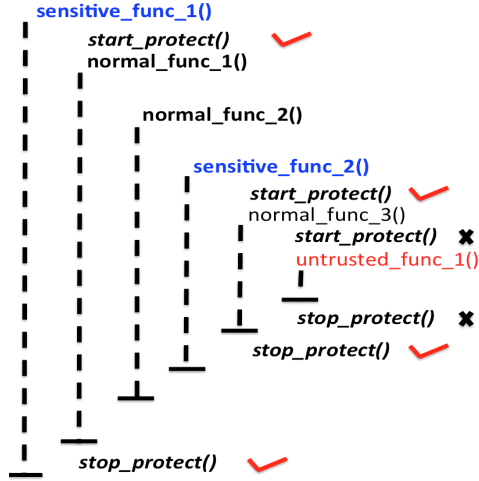 sensitive_func_1()
start_protect()
normal_func_1()
normal_func_2()
sensitive_func_2()
start_protect()
normal_func_3()
start_protect()
untrusted_func_1()
stop_protect()
stop_protect()
stop_protect()